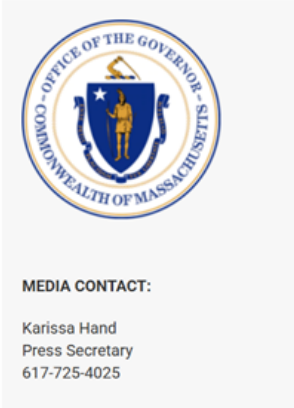 OFFICE OF THE GOVERNOR
COMMONWEALTH OF MASSACHUSETTS
MEDIA CONTACT:
Karissa Hand
Press Secretary
617-725-4025